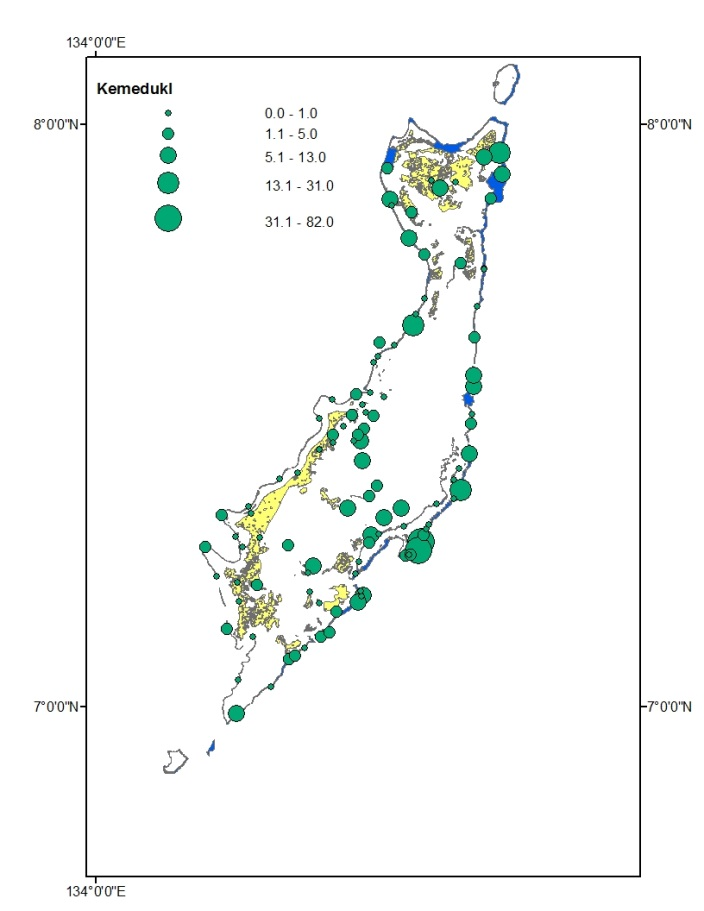 134°0'0"E
Kemedukl
0.0 - 1.0
1.1 - 5.0
5.1 - 13.0
13.1 - 31.0
31.1 - 82.0
8°0'0"N
8°0'0"N
7°0'0"N
7°0'0"N
134°0'0"E